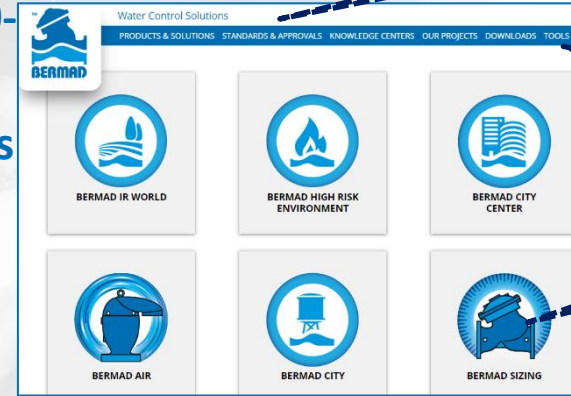 -
Water Control Solutions
PRODUCTS & SOLUTIONS STANDARDS & APPROVALS KNOWLEDGE CENTERS OUR PROJECTS DOWNLOADS TOOLS
BERMAD
s
BERMAD IR WORLD
BERMAD HIGH RISK
ENVIRONMENT
BERMAD CITY
CENTER
BERMAD AIR
BERMAD CITY
BERMAD SIZING